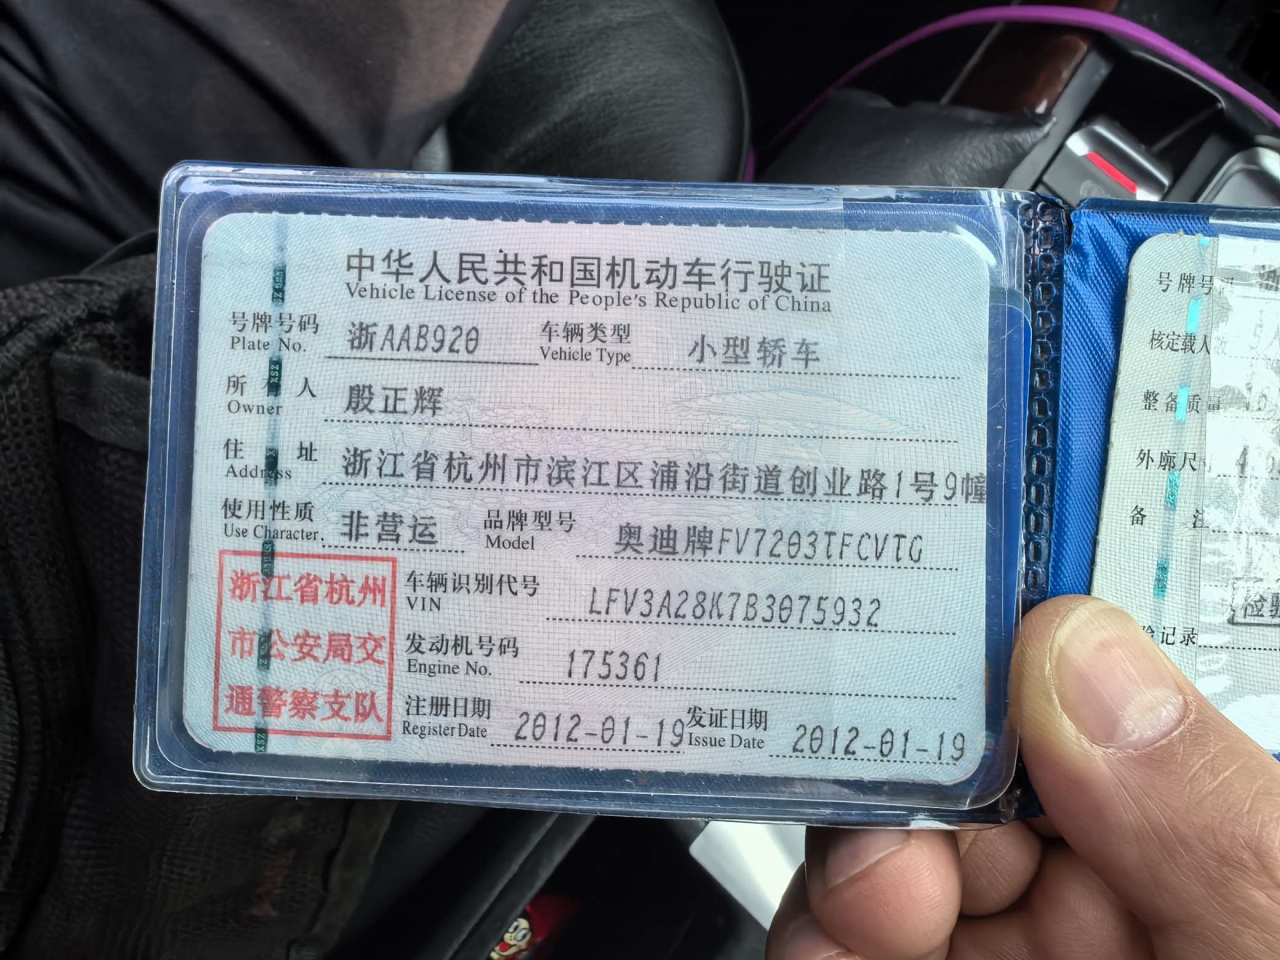 中华人民共和国机动车行驶证
Vehicle License of the People's Republic of China
号牌号码 浙AAB920 车辆类型 小型轿车
Plate No. Vehicle Type
所有人 殷正辉
Owner
住址 浙江省杭州市滨江区浦沿街道创业路1号9幢
Address
使用性质 非营运 品牌型号 奥迪牌FV7203TFCVTG
Use Character. Model
浙江省杭州
市公安局交
通警察支队
车辆识别代号 LFV3A28K7B3075932
VIN
发动机号码 175361
Engine No.
注册日期 2012-01-19 发证日期 2012-01-19
Register Date Issue Date
号牌号
核定载人
整备质量
外廓尺
备 注
检验
记录